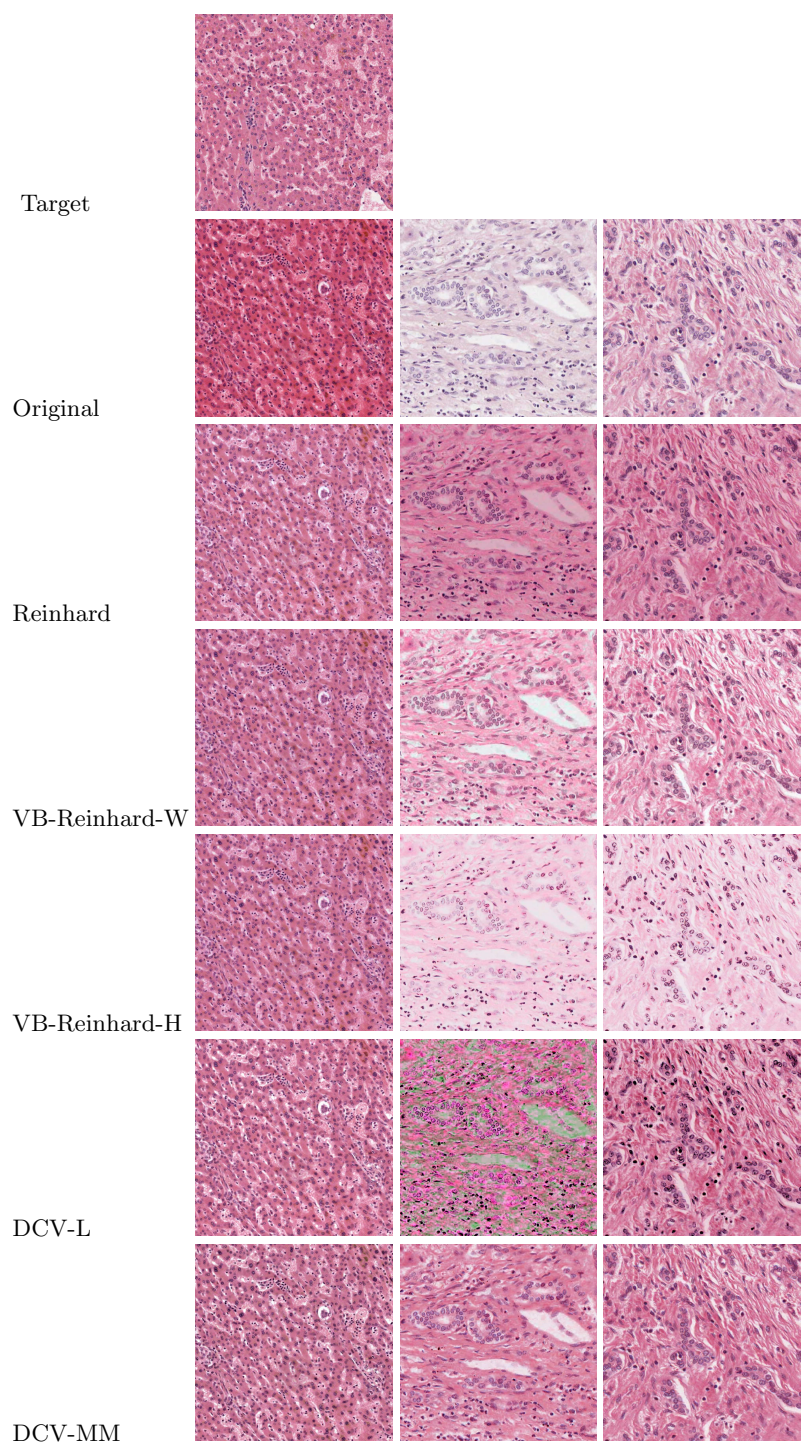 Target
Original
Reinhard
VB-Reinhard-W
VB-Reinhard-H
DCV-L
DCV-MM